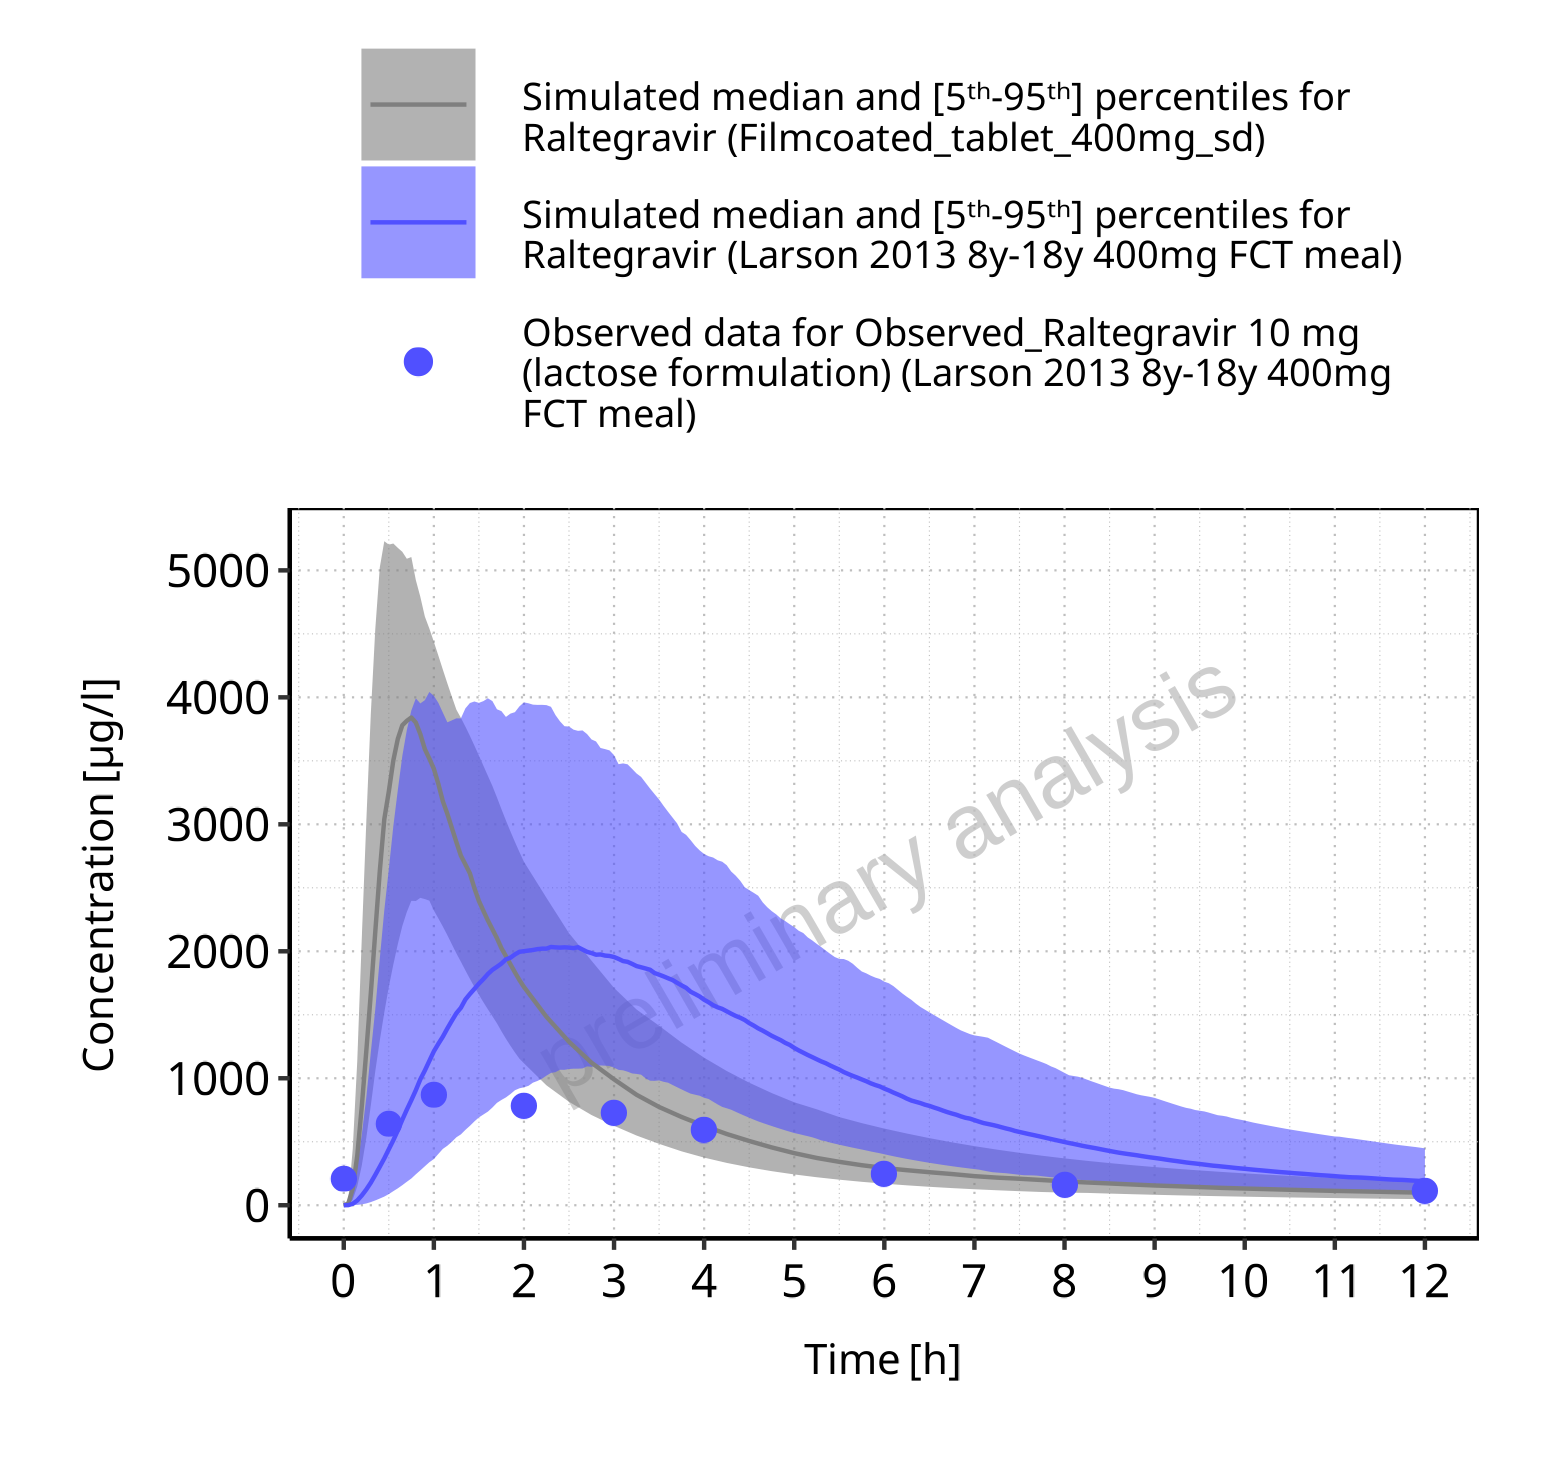 Simulated median and [5ᵗʰ-95ᵗʰ] percentiles for
Raltegravir (Filmcoated_tablet_400mg_sd)
Simulated median and [5ᵗʰ-95ᵗʰ] percentiles for
Raltegravir (Larson 2013 8y-18y 400mg FCT meal)
Observed data for Observed_Raltegravir 10 mg
(lactose formulation) (Larson 2013 8y-18y 400mg
FCT meal)
Concentration [µg/l]
5000
4000
3000
2000
1000
0
preliminary analysis
0 1 2 3 4 5 6 7 8 9 10 11 12
Time [h]